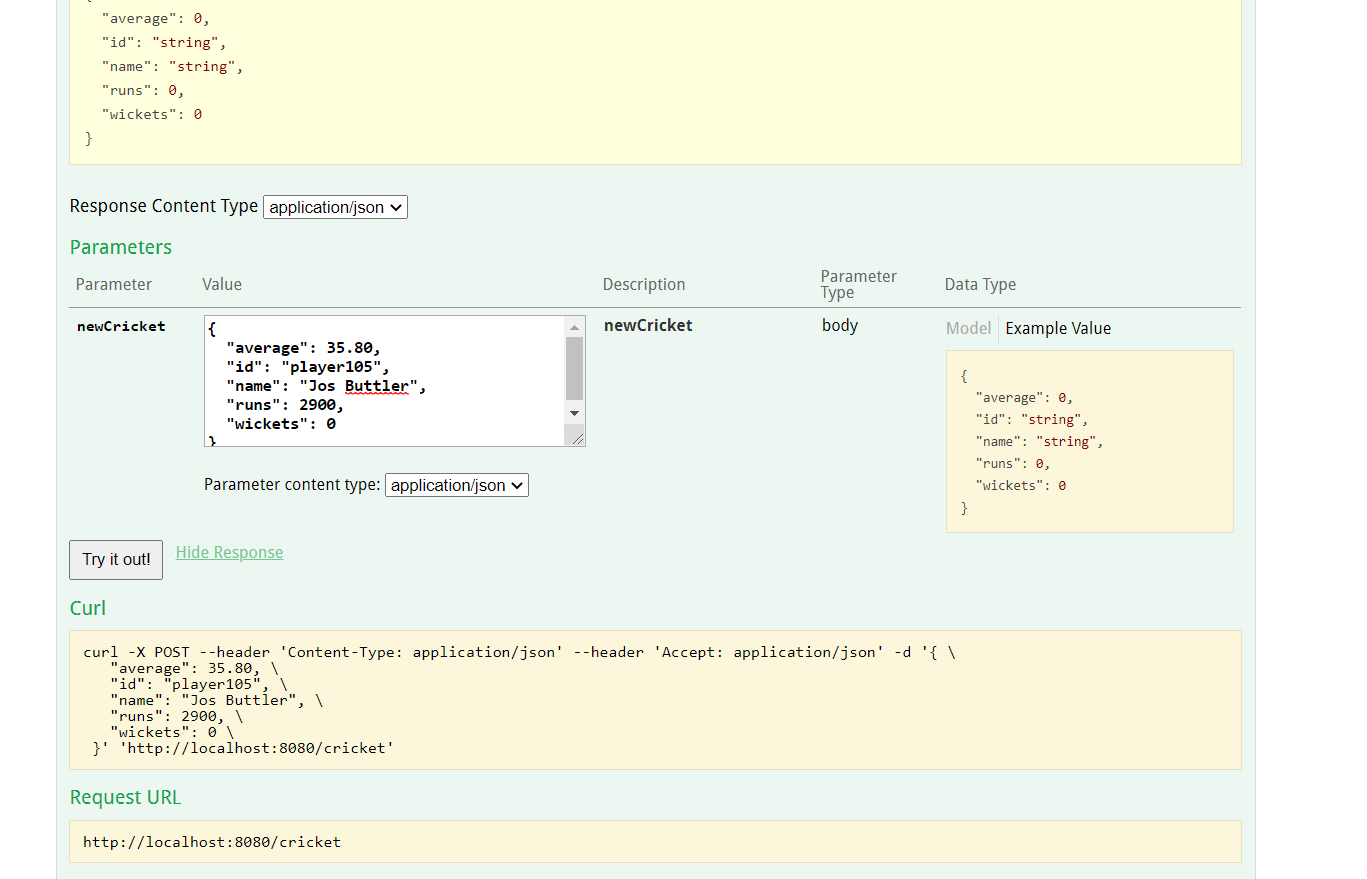 {
"average": 0,
"id": "string",
"name": "string",
"runs": 0,
"wickets": 0
}
Response Content Type application/json
Parameters
Parameter Value Description Parameter Type Data Type
newCricket
{
"average": 35.80,
"id": "player105",
"name": "Jos Buttler",
"runs": 2900,
"wickets": 0
}
newCricket
body
Model Example Value
{
"average": 0,
"id": "string",
"name": "string",
"runs": 0,
"wickets": 0
}
Parameter content type: application/json
Try it out! Hide Response
Curl
curl -X POST --header 'Content-Type: application/json' --header 'Accept: application/json' -d '{ \
"average": 35.80, \
"id": "player105", \
"name": "Jos Buttler", \
"runs": 2900, \
"wickets": 0 \
}' 'http://localhost:8080/cricket'
Request URL
http://localhost:8080/cricket